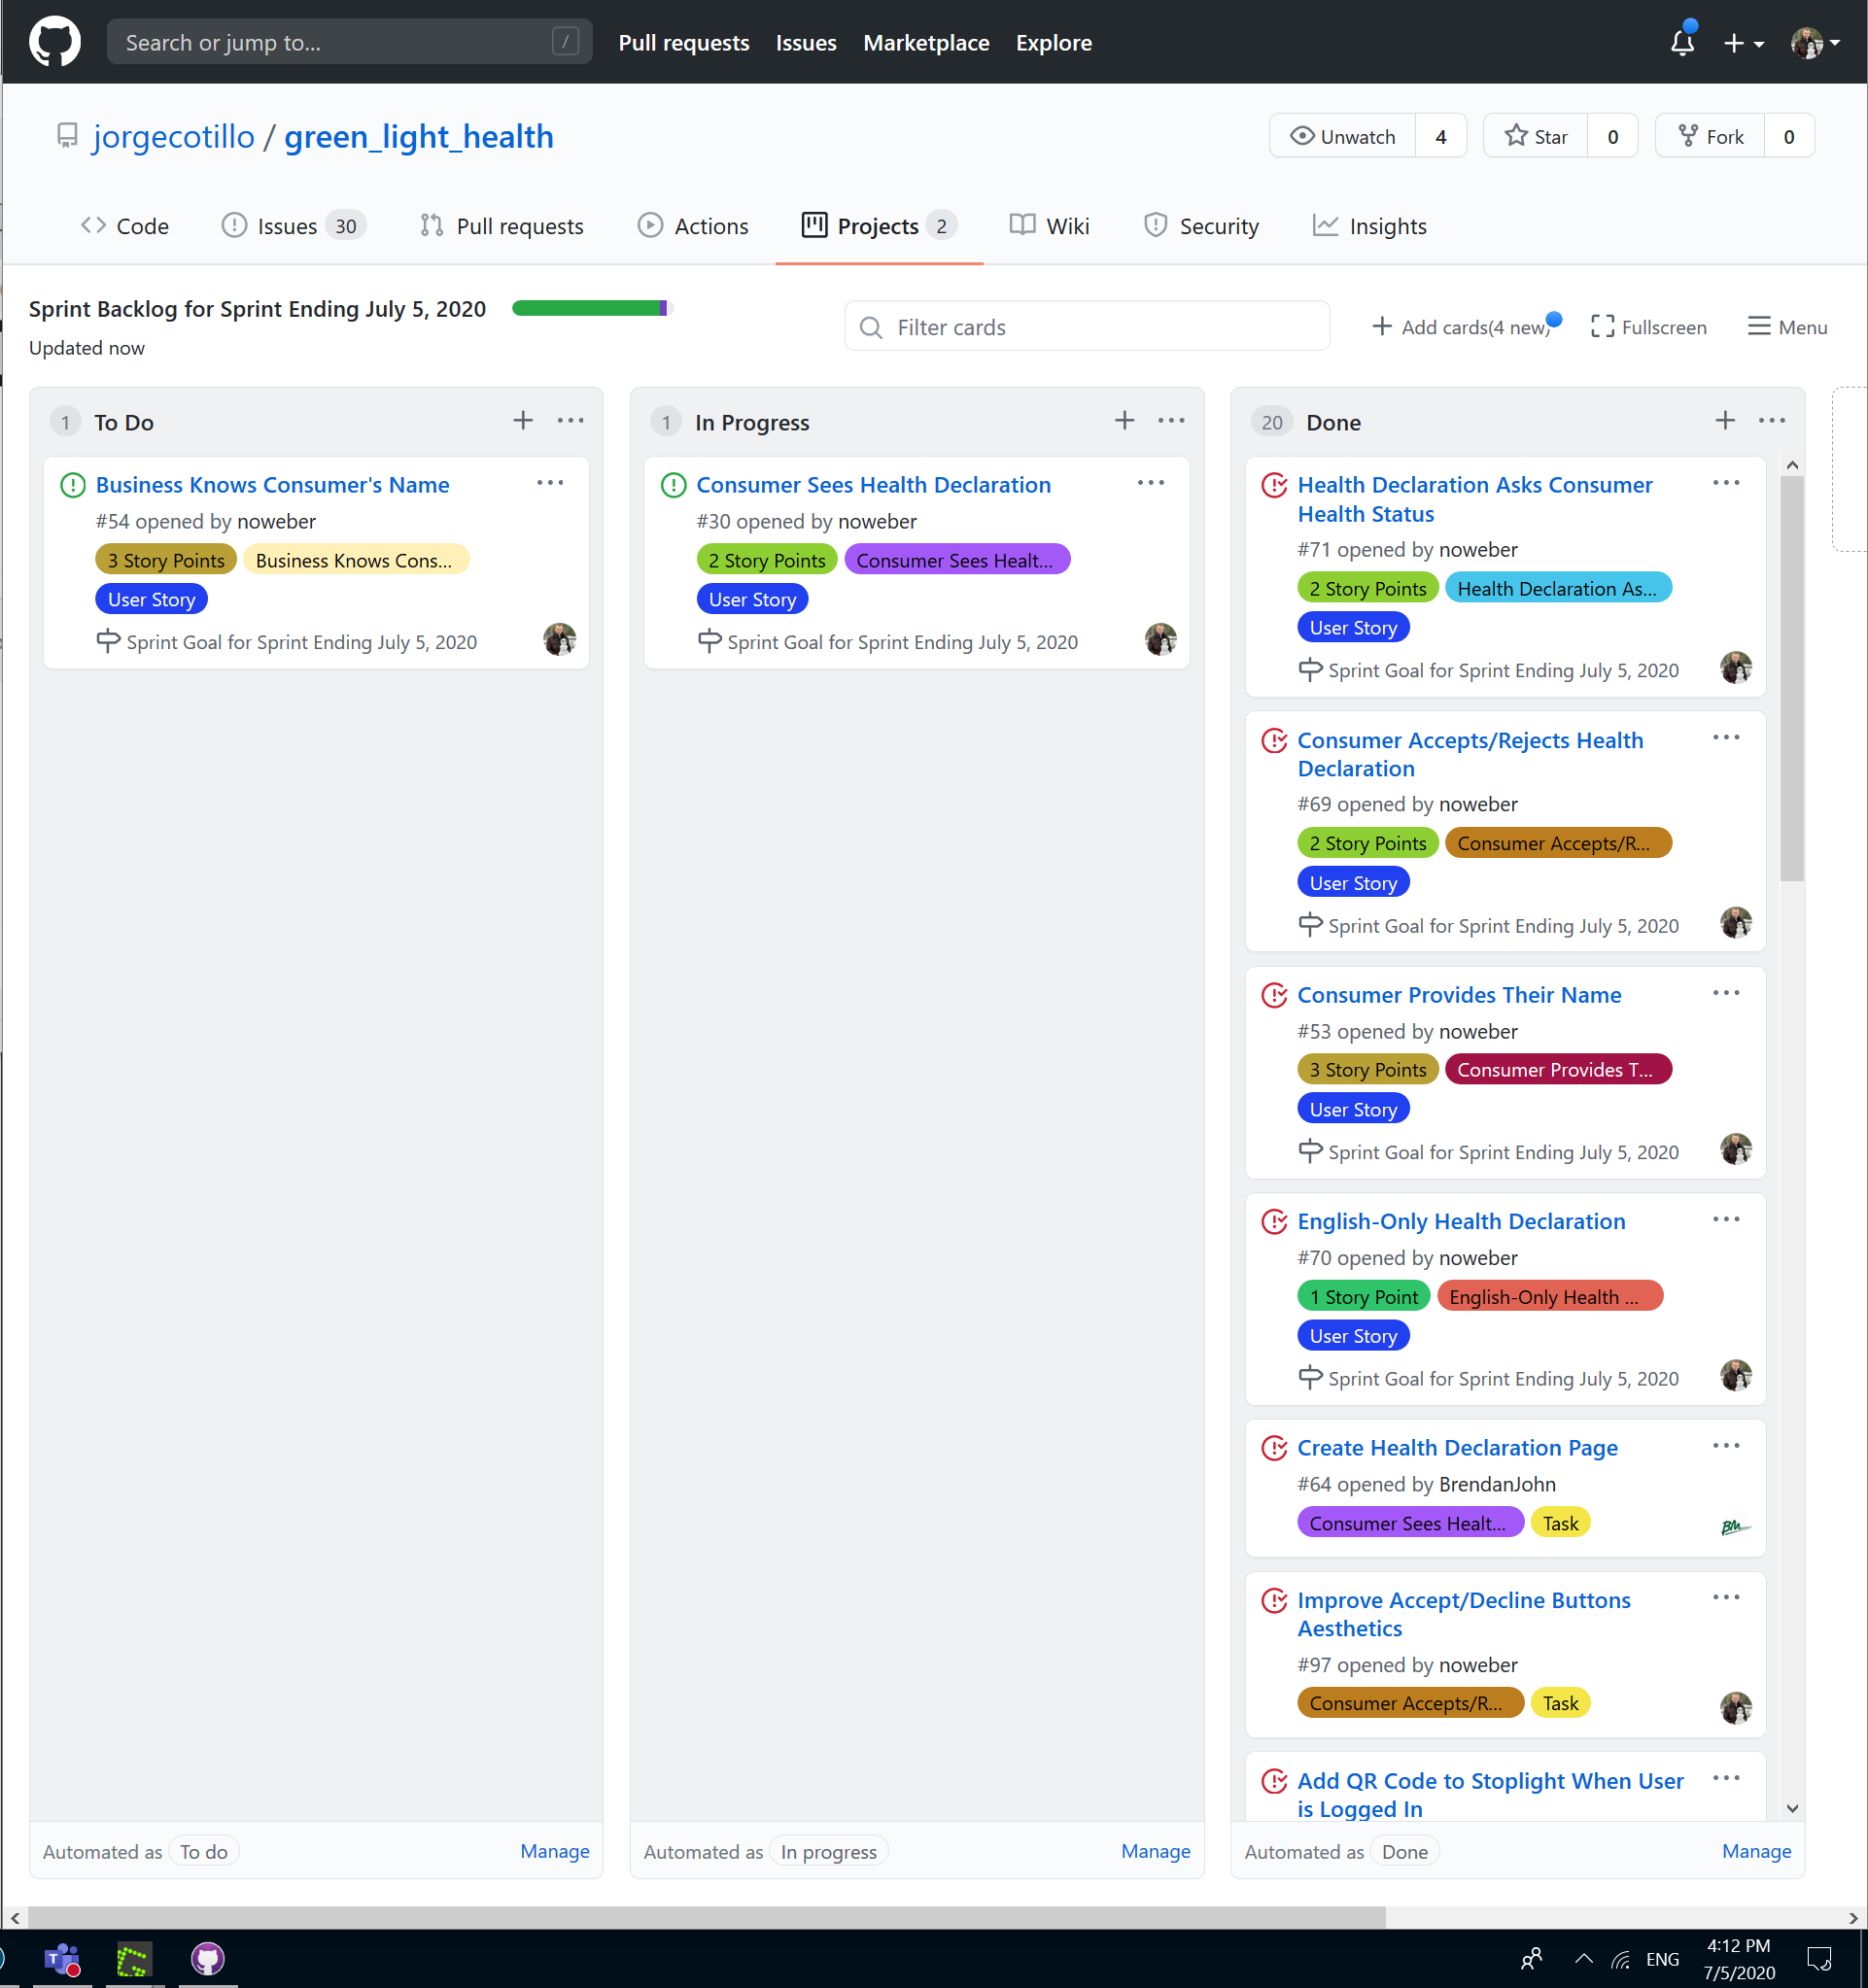 Search or jump to...
/
Pull requests
Issues
Marketplace
Explore
jorgecotillo / green_light_health
Unwatch 4
Star 0
Fork 0
Code
Issues 30
Pull requests
Actions
Projects 2
Wiki
Security
Insights
Sprint Backlog for Sprint Ending July 5, 2020
Updated now
Filter cards
Add cards(4 new)
Fullscreen
Menu
1 To Do
Business Knows Consumer's Name
#54 opened by noweber
3 Story Points
Business Knows Cons...
User Story
Sprint Goal for Sprint Ending July 5, 2020
Automated as To do
Manage
1 In Progress
Consumer Sees Health Declaration
#30 opened by noweber
2 Story Points
Consumer Sees Healt...
User Story
Sprint Goal for Sprint Ending July 5, 2020
Automated as In progress
Manage
20 Done
Health Declaration Asks Consumer
Health Status
#71 opened by noweber
2 Story Points
Health Declaration As...
User Story
Sprint Goal for Sprint Ending July 5, 2020
Consumer Accepts/Rejects Health
Declaration
#69 opened by noweber
2 Story Points
Consumer Accepts/R...
User Story
Sprint Goal for Sprint Ending July 5, 2020
Consumer Provides Their Name
#53 opened by noweber
3 Story Points
Consumer Provides T...
User Story
Sprint Goal for Sprint Ending July 5, 2020
English-Only Health Declaration
#70 opened by noweber
1 Story Point
English-Only Health ...
User Story
Sprint Goal for Sprint Ending July 5, 2020
Create Health Declaration Page
#64 opened by BrendanJohn
Consumer Sees Healt...
Task
Improve Accept/Decline Buttons
Aesthetics
#97 opened by noweber
Consumer Accepts/R...
Task
Add QR Code to Stoplight When User
is Logged In
Automated as Done
Manage
T
ENG
4:12 PM
7/5/2020